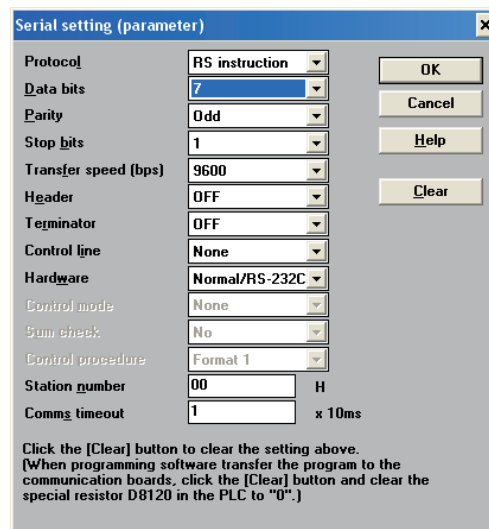 Serial setting (parameter)
Protocol RS instruction OK
Data bits 7
Cancel
Parity Odd
Stop bits 1 Help
Transfer speed (bps) 9600
Header OFF Clear
Terminator OFF
Control line None
Hardware Normal/RS-232C
Control mode None
Sum check No
Control procedure Format 1
Station number 00 H
Comms timeout 1 x 10ms
Click the [Clear] button to clear the setting above.
(When programming software transfer the program to the
communication boards, click the [Clear] button and clear the
special resistor D8120 in the PLC to "0".)